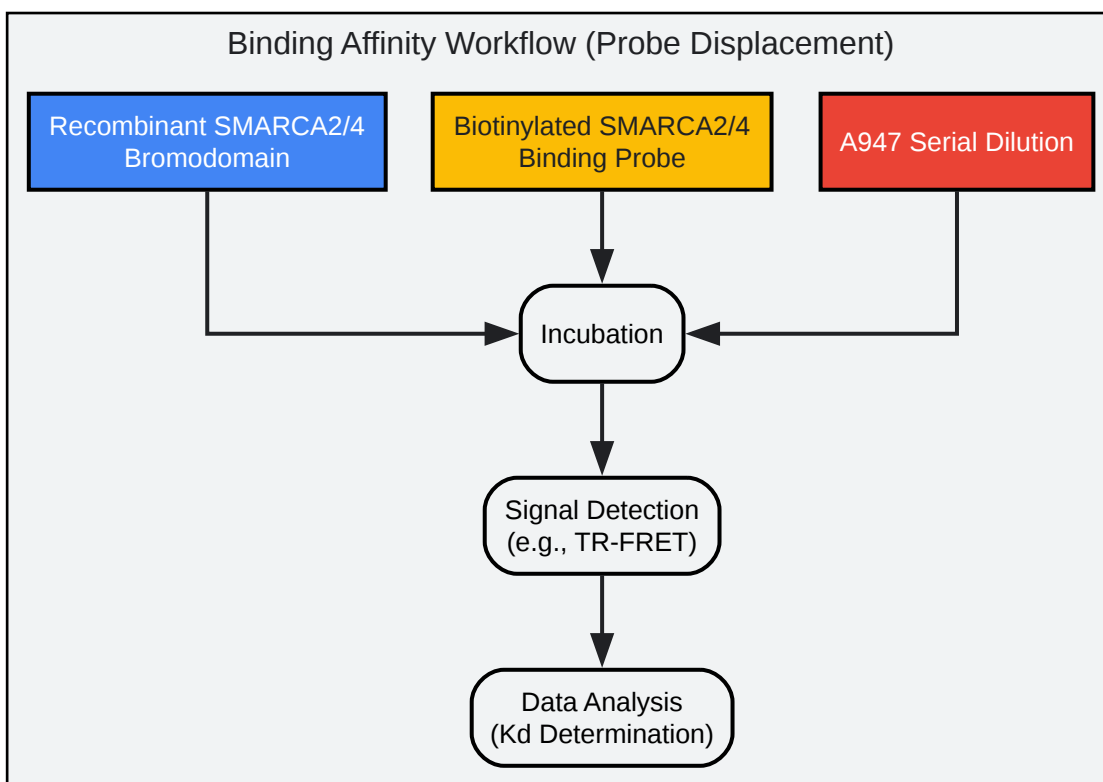 Binding Affinity Workflow (Probe Displacement)
Recombinant SMARCA2/4
Bromodomain
Biotinylated SMARCA2/4
Binding Probe
A947 Serial Dilution
Incubation
Signal Detection
(e.g., TR-FRET)
Data Analysis
(Kd Determination)